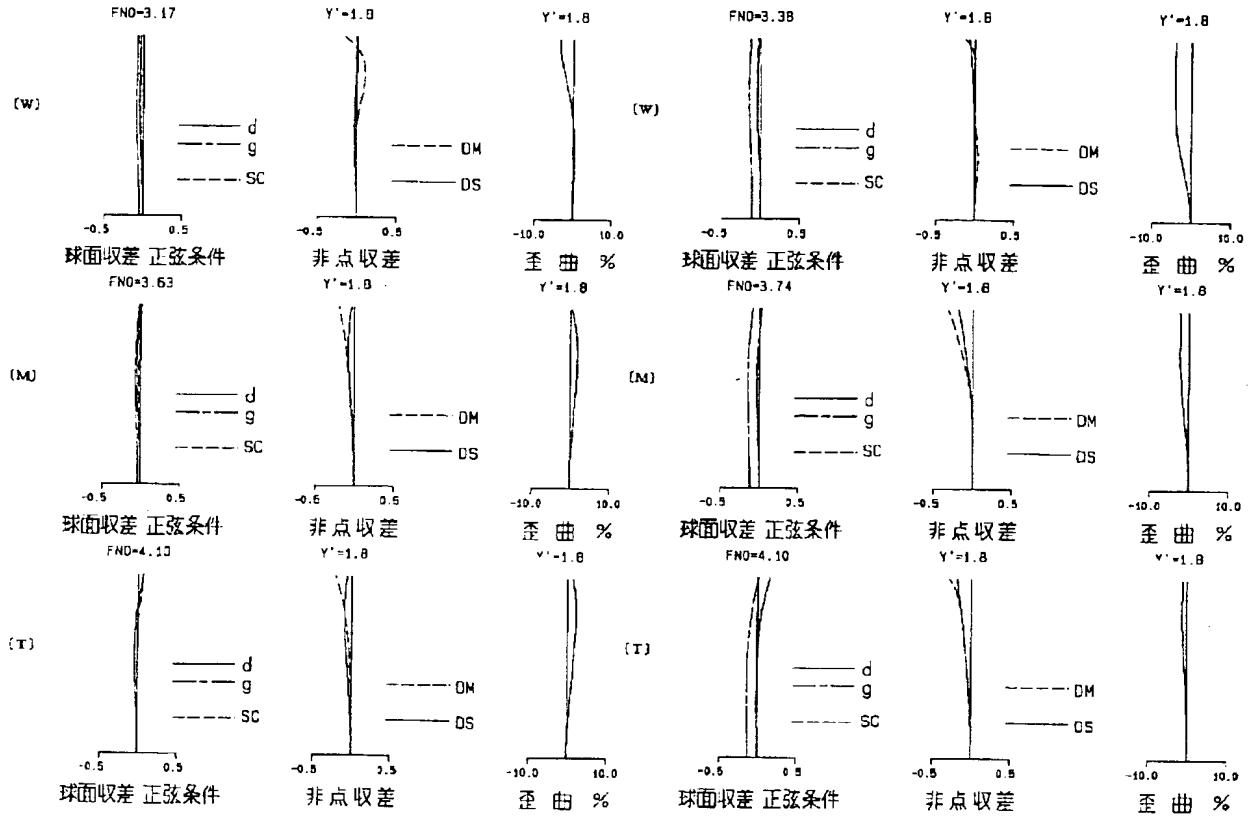 FNO=3.17 Y'=1.8 Y'=1.8 FNO=3.38 Y'=1.8 Y'=1.8
[W] [W]
d d
g DM g DM
SC DS SC DS
-0.5 0.5 -0.5 0.5 -10.0 10.0 -0.5 0.5 -0.5 0.5 -10.0 10.0
球面収差 正弦条件 非点収差 歪曲% 球面収差 正弦条件 非点収差 歪曲%
FNO=3.63 Y'=1.8 Y'=1.8 FNO=3.74 Y'=1.8 Y'=1.8
[M] [M]
d d
g DM g DM
SC DS SC DS
-0.5 0.5 -0.5 0.5 -10.0 10.0 -0.5 0.5 -0.5 0.5 -10.0 10.0
球面収差 正弦条件 非点収差 歪曲% 球面収差 正弦条件 非点収差 歪曲%
FNO=4.10 Y'=1.8 Y'=1.8 FNO=4.10 Y'=1.8 Y'=1.8
[T] [T]
d d
g DM g DM
SC DS SC DS
-0.5 0.5 -0.5 0.5 -10.0 10.0 -0.5 0.5 -0.5 0.5 -10.0 10.0
球面収差 正弦条件 非点収差 歪曲% 球面収差 正弦条件 非点収差 歪曲%